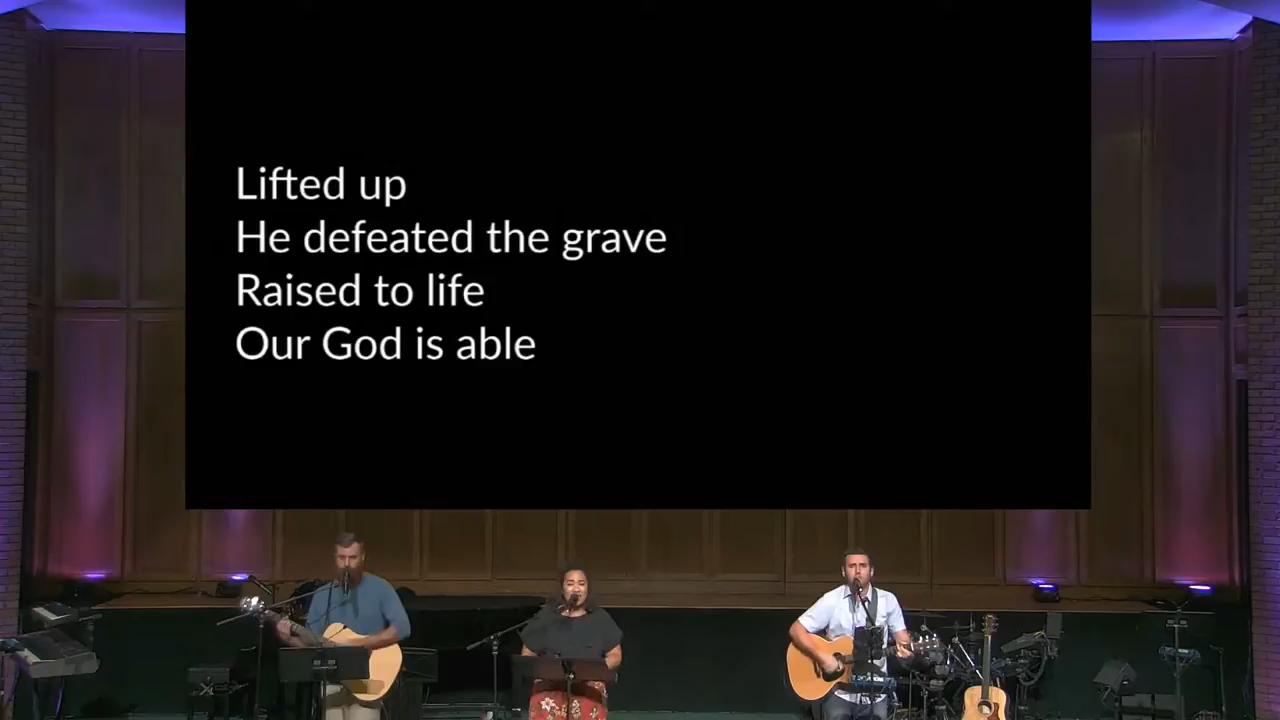 Lifted up
He defeated the grave
Raised to life
Our God is able